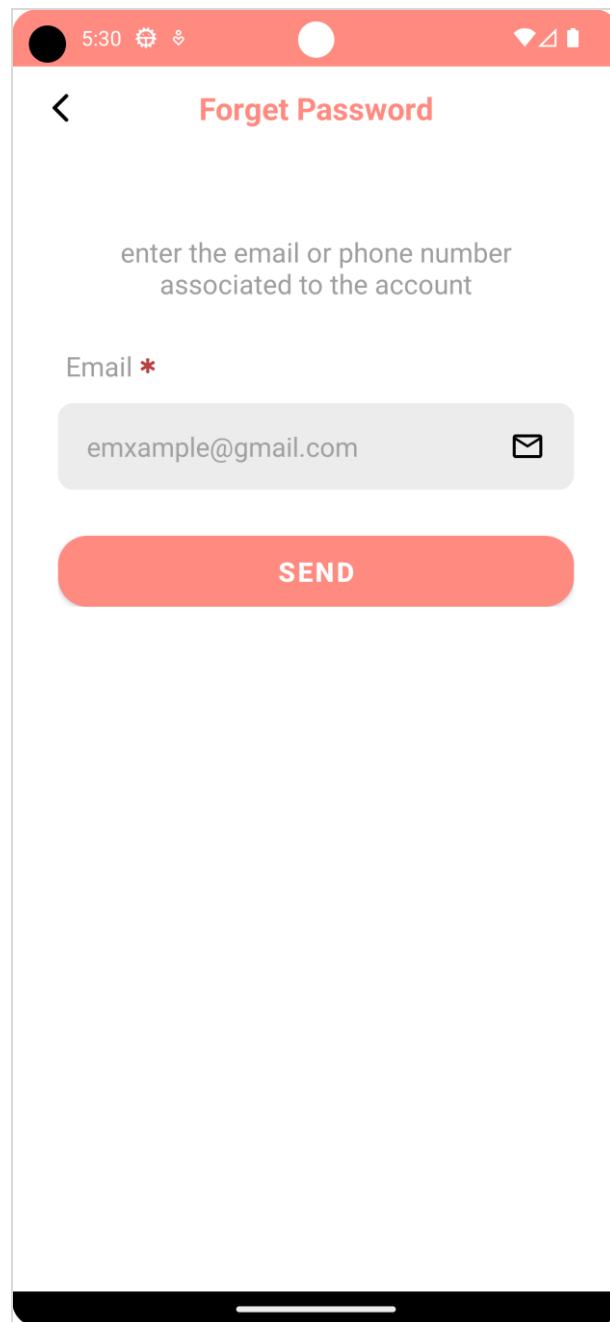 5:30
Forget Password
enter the email or phone number
associated to the account
Email *
emxample@gmail.com
SEND